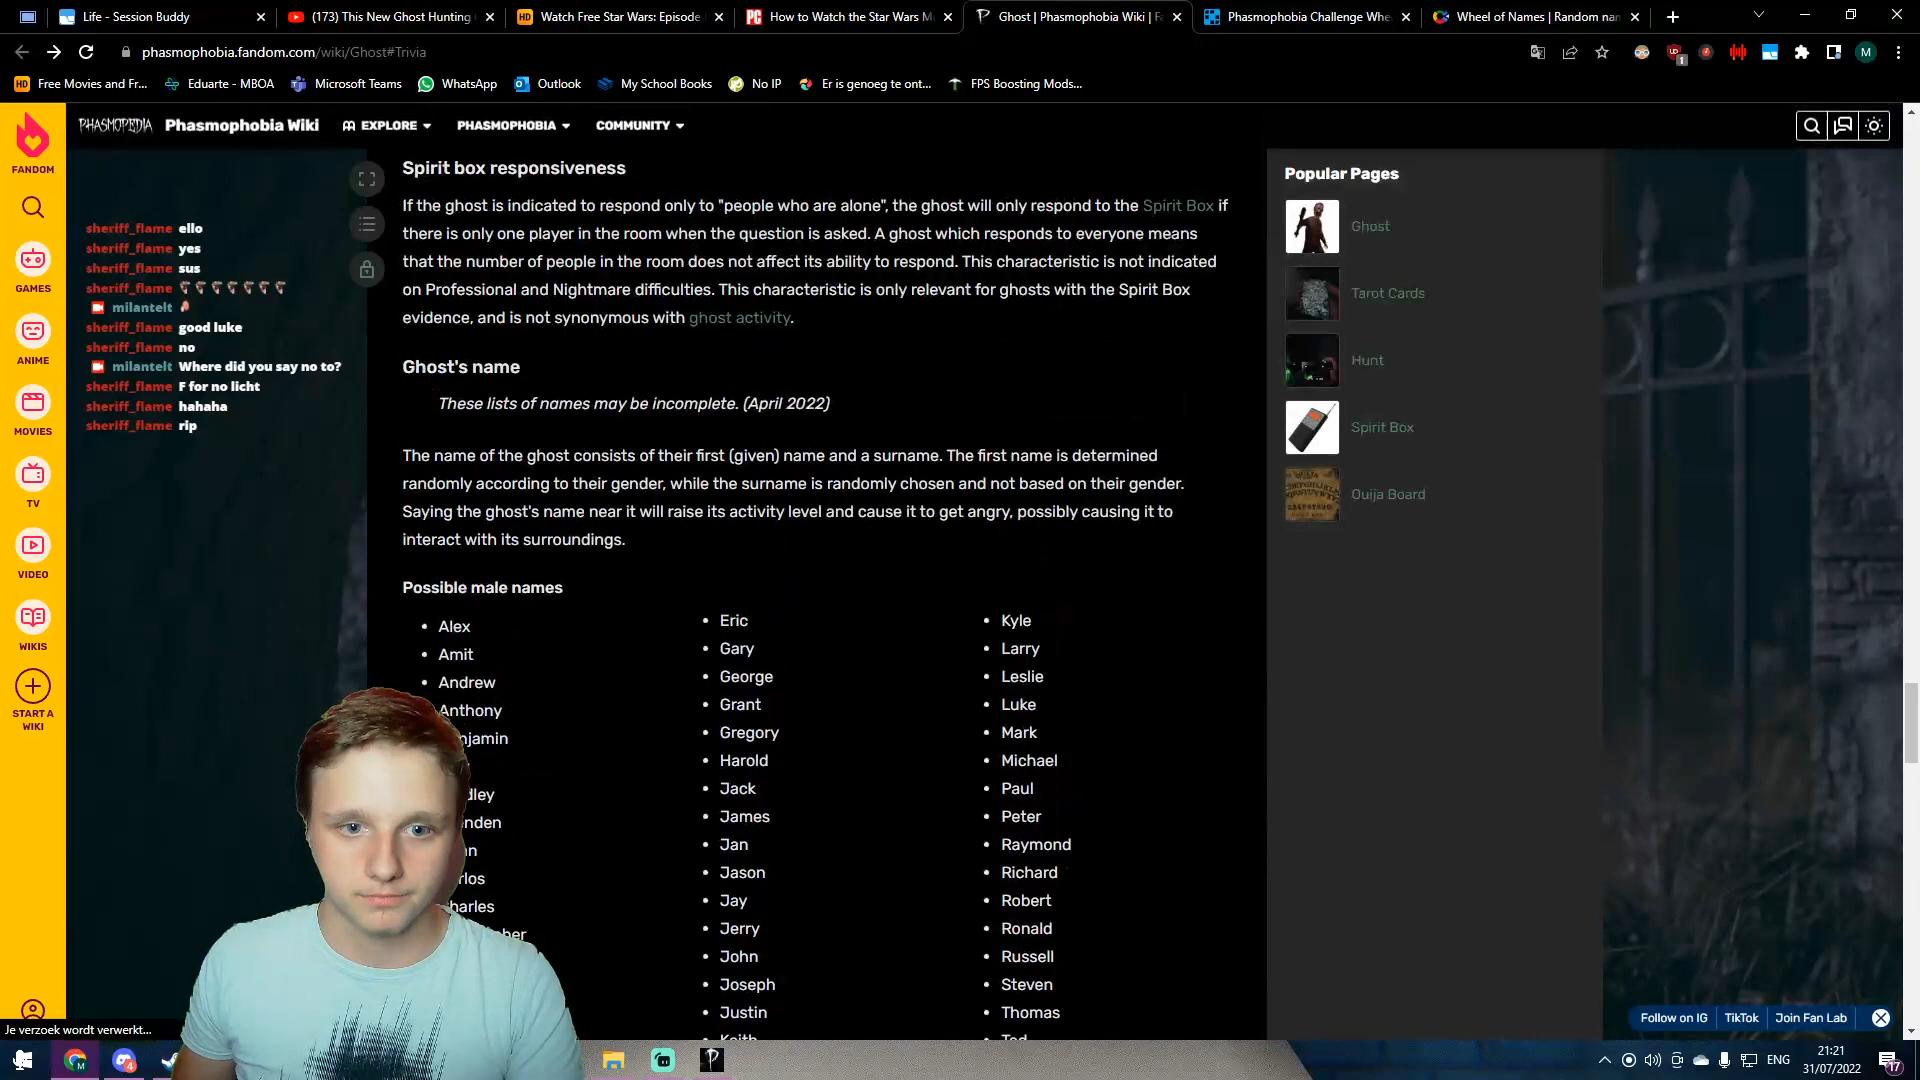 Life - Session Buddy
(173) This New Ghost Hunting
Watch Free Star Wars: Episode
How to Watch the Star Wars M
Ghost | Phasmophobia Wiki | Fa
Phasmophobia Challenge Whe
Wheel of Names | Random nam
phasmophobia.fandom.com/wiki/Ghost#Trivia
Free Movies and Fr...
Eduarte - MBOA
Microsoft Teams
WhatsApp
Outlook
My School Books
No IP
Er is genoeg te ont...
FPS Boosting Mods...
FANDOM
GAMES
ANIME
MOVIES
TV
VIDEO
WIKIS
START A
WIKI
PHASMOPEDIA
Phasmophobia Wiki
EXPLORE
PHASMOPHOBIA
COMMUNITY
sheriff_flame ello
sheriff_flame yes
sheriff_flame sus
sheriff_flame
milantelt
sheriff_flame good luke
sheriff_flame no
milantelt Where did you say no to?
sheriff_flame F for no licht
sheriff_flame hahaha
sheriff_flame rip
Spirit box responsiveness
If the ghost is indicated to respond only to "people who are alone", the ghost will only respond to the Spirit Box if
there is only one player in the room when the question is asked. A ghost which responds to everyone means
that the number of people in the room does not affect its ability to respond. This characteristic is not indicated
on Professional and Nightmare difficulties. This characteristic is only relevant for ghosts with the Spirit Box
evidence, and is not synonymous with ghost activity.
Ghost's name
These lists of names may be incomplete. (April 2022)
The name of the ghost consists of their first (given) name and a surname. The first name is determined
randomly according to their gender, while the surname is randomly chosen and not based on their gender.
Saying the ghost's name near it will raise its activity level and cause it to get angry, possibly causing it to
interact with its surroundings.
Possible male names
Alex
Amit
Andrew
Anthony
njamin
dley
nden
n
rlos
harles
her
Eric
Gary
George
Grant
Gregory
Harold
Jack
James
Jan
Jason
Jay
Jerry
John
Joseph
Justin
Keith
Kyle
Larry
Leslie
Luke
Mark
Michael
Paul
Peter
Raymond
Richard
Robert
Ronald
Russell
Steven
Thomas
Tod
Popular Pages
Ghost
Tarot Cards
Hunt
Spirit Box
Ouija Board
Follow on IG
TikTok
Join Fan Lab
Je verzoek wordt verwerkt...
ENG
21:21
31/07/2022
17